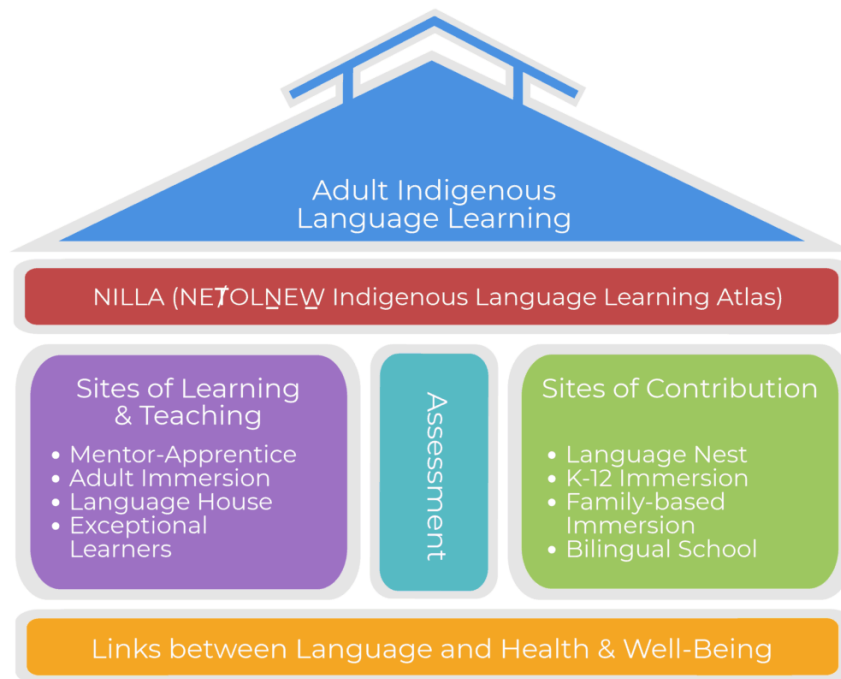 Adult Indigenous
Language Learning
NILLA (NEȾOLṈEW̱ Indigenous Language Learning Atlas)
Sites of Learning
& Teaching
• Mentor-Apprentice
• Adult Immersion
• Language House
• Exceptional
Learners
Assessment
Sites of Contribution
• Language Nest
• K-12 Immersion
• Family-based
Immersion
• Bilingual School
Links between Language and Health & Well-Being